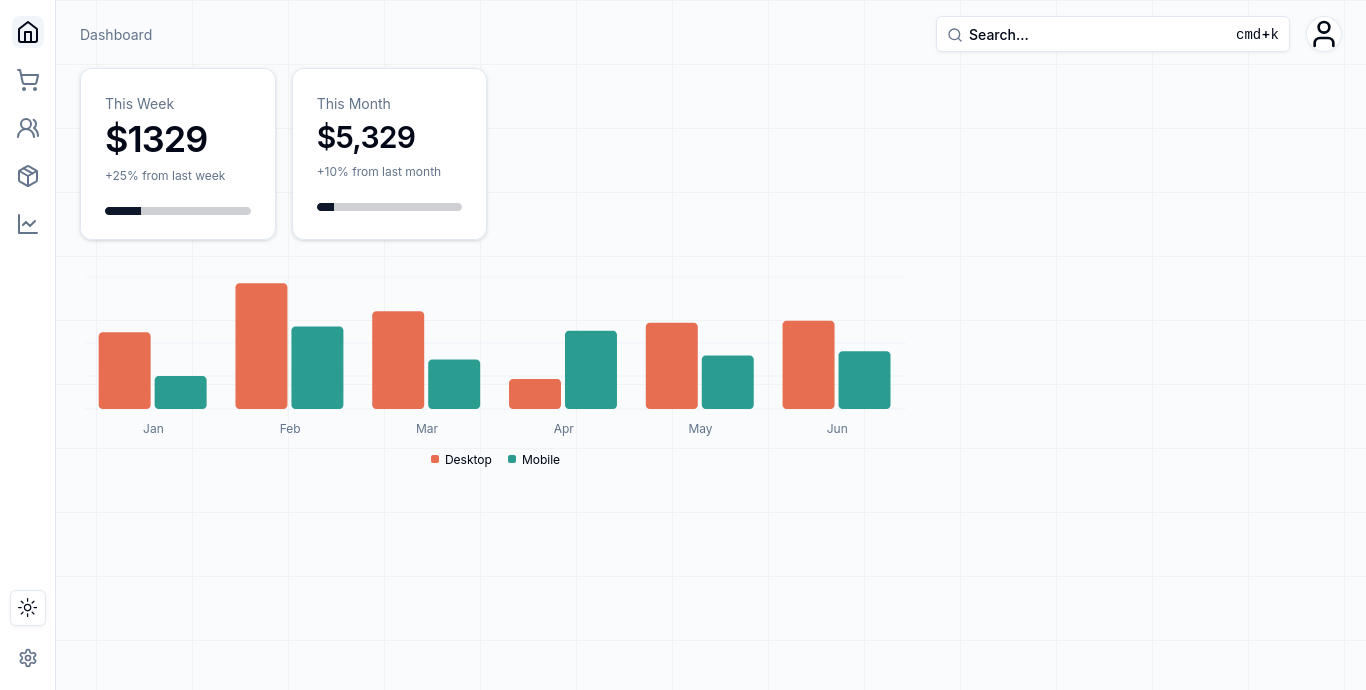 Dashboard
Search...
cmd+k
This Week
$1329
+25% from last week
This Month
$5,329
+10% from last month
Jan
Feb
Mar
Apr
May
Jun
Desktop
Mobile